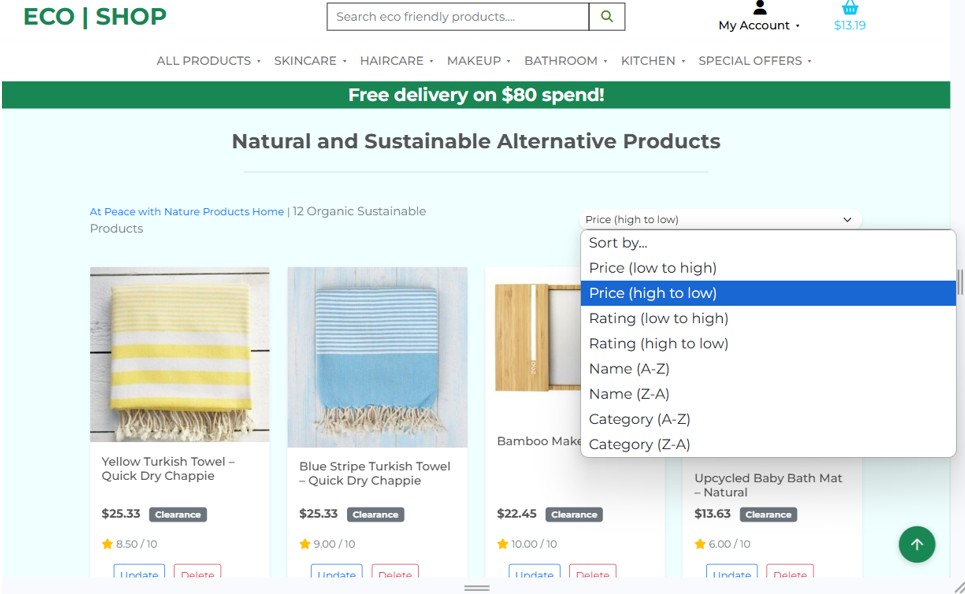 ECO | SHOP
Search eco friendly products....
My Account
$13.19
ALL PRODUCTS
SKINCARE
HAIRCARE
MAKEUP
BATHROOM
KITCHEN
SPECIAL OFFERS
Free delivery on $80 spend!
Natural and Sustainable Alternative Products
At Peace with Nature Products Home | 12 Organic Sustainable
Products
Price (high to low)
Sort by...
Price (low to high)
Price (high to low)
Rating (low to high)
Rating (high to low)
Name (A-Z)
Name (Z-A)
Category (A-Z)
Category (Z-A)
Yellow Turkish Towel –
Quick Dry Chappie
$25.33 Clearance
8.50 / 10
Update Delete
Blue Stripe Turkish Towel
– Quick Dry Chappie
$25.33 Clearance
9.00 / 10
Update Delete
Bamboo Make
$22.45 Clearance
10.00 / 10
Update Delete
Upcycled Baby Bath Mat
– Natural
$13.63 Clearance
6.00 / 10
Update Delete